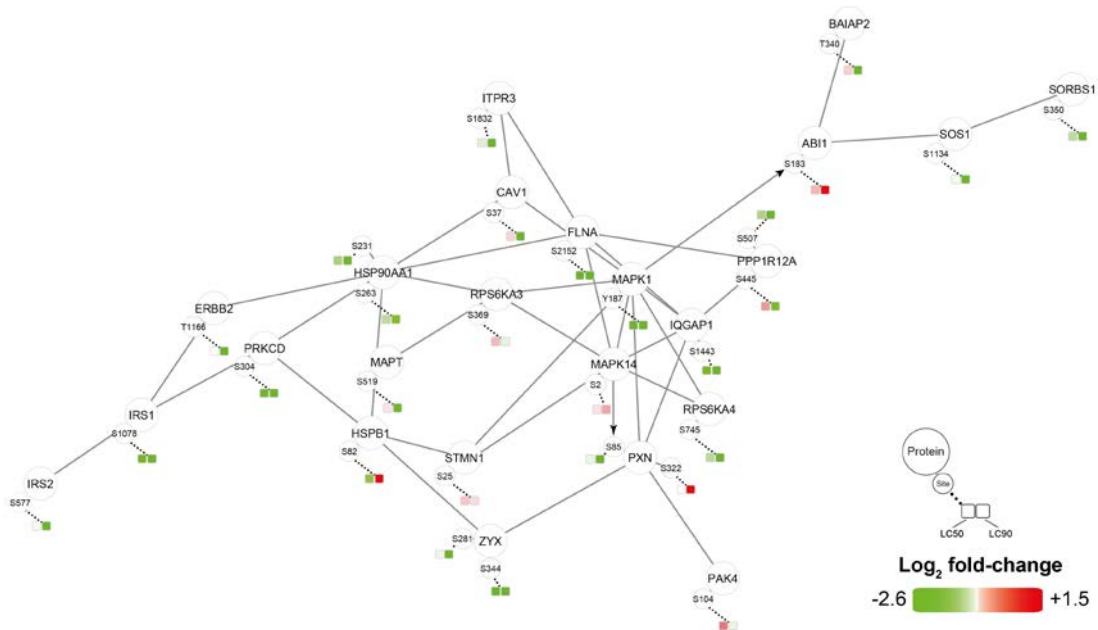 BAIAP2
T340
ITPR3
S1832
SORBS1
S350
SOS1
S1134
ABI1
S183
CAV1
S37
FLNA
S2152
S507
PPP1R12A
S445
S231
HSP90AA1
S263
RPS6KA3
S369
MAPK1
Y187
ERBB2
T1166
IQGAP1
S1443
PRKCD
S304
MAPT
S519
MAPK14
S2
RPS6KA4
S745
IRS1
S1078
HSPB1
S82
STMN1
S25
S85
PXN
S322
IRS2
S577
S281
ZYX
S344
PAK4
S104
Protein
Site
LC50 LC90
Log2 fold-change
-2.6 +1.5